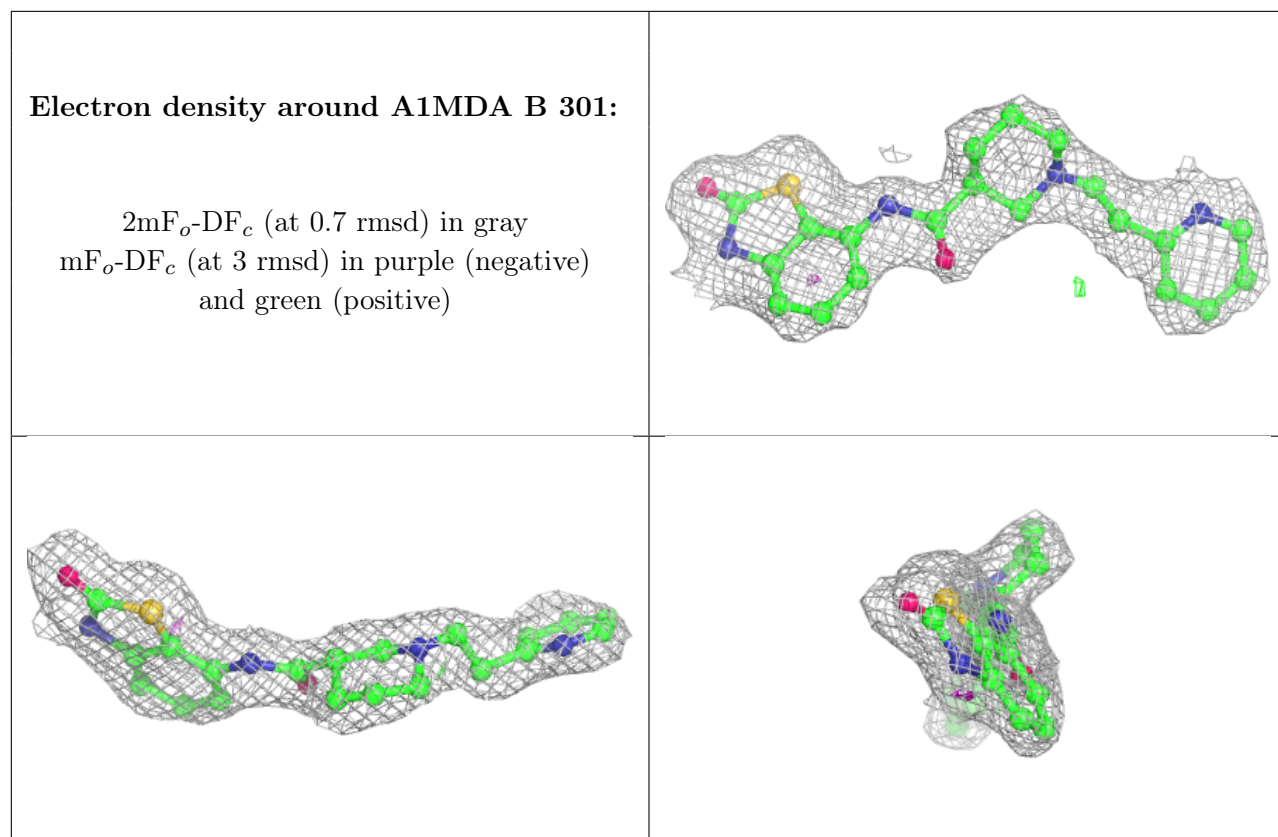 Electron density around A1MDA B 301:
2mFo-DFc (at 0.7 rmsd) in gray
mFo-DFc (at 3 rmsd) in purple (negative)
and green (positive)